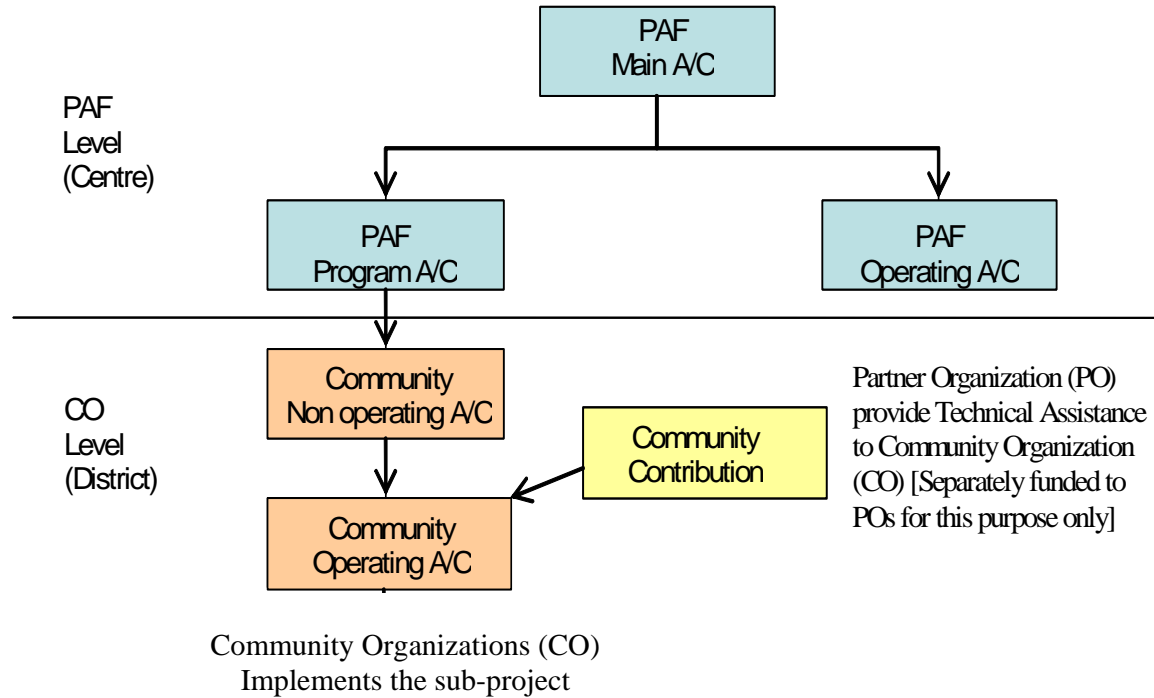 PAF
Main A/C
PAF
Level
(Centre)
PAF
Program A/C
PAF
Operating A/C
Community
Non operating A/C
CO
Level
(District)
Community
Contribution
Partner Organization (PO)
provide Technical Assistance
to Community Organization
(CO) [Separately funded to
POs for this purpose only]
Community
Operating A/C
Community Organizations (CO)
Implements the sub-project